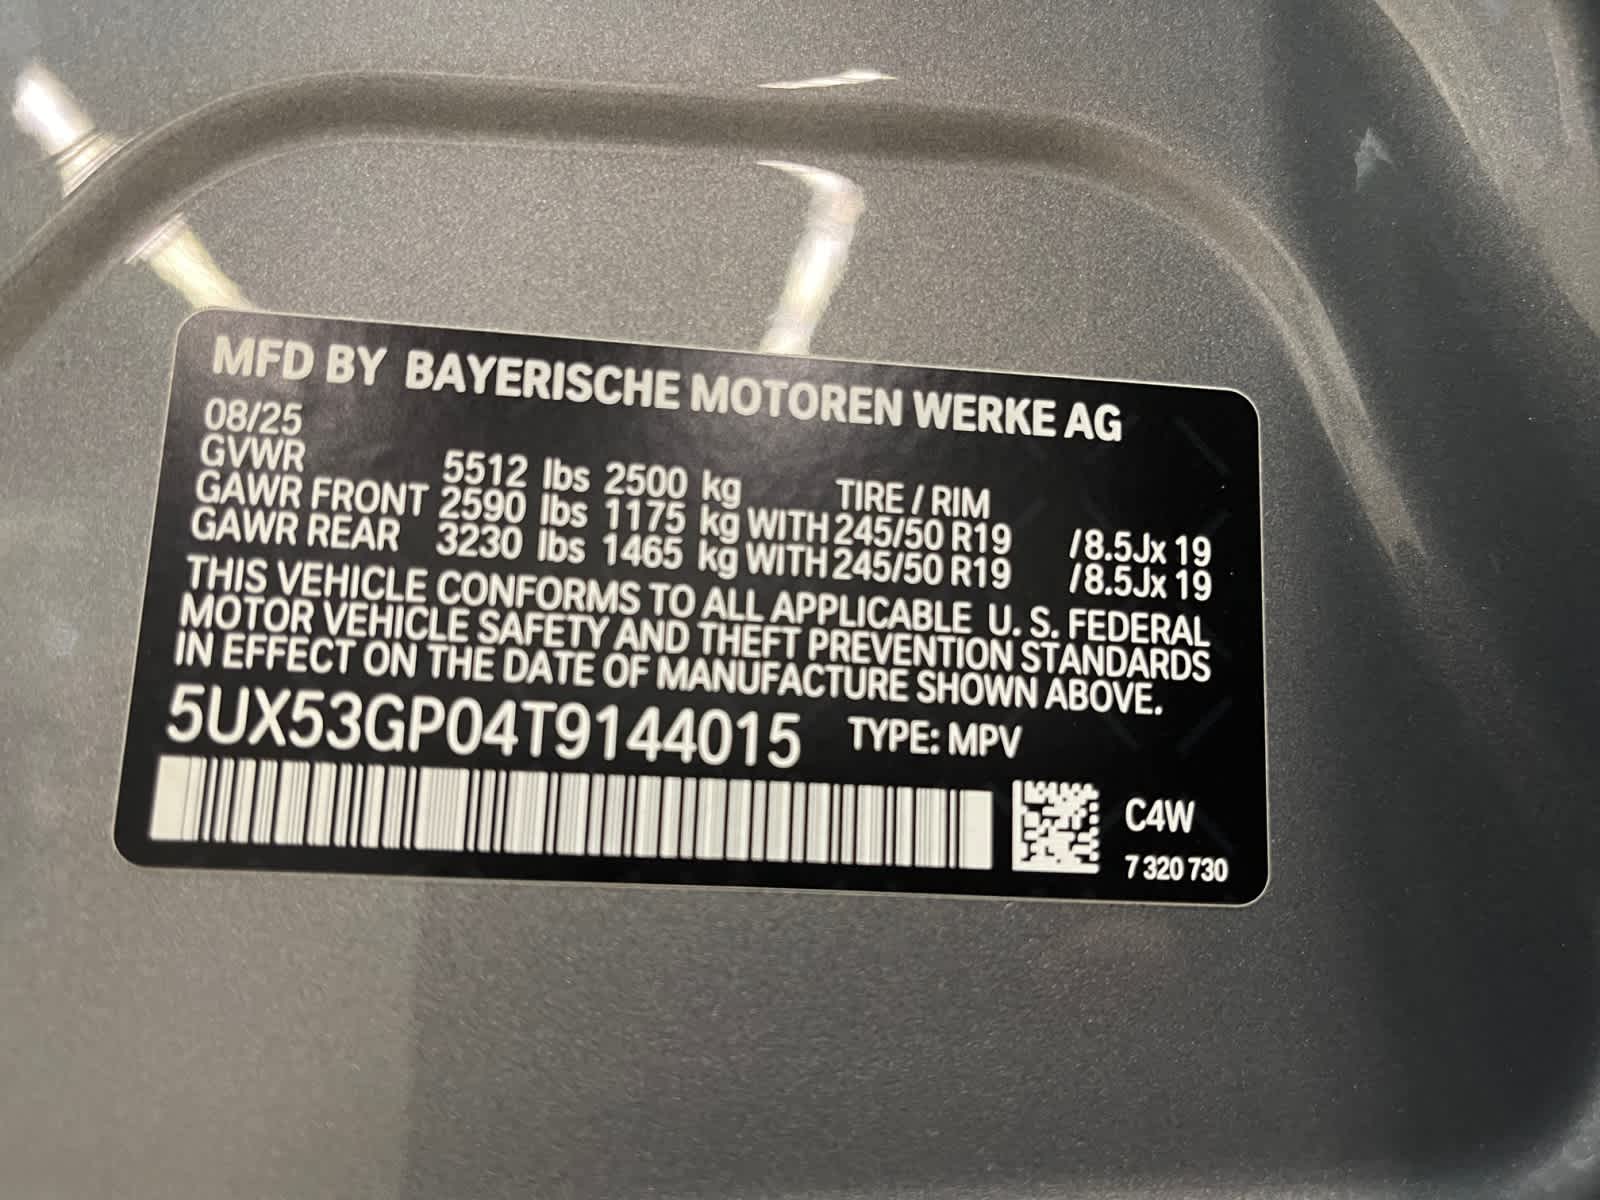 MFD BY BAYERISCHE MOTOREN WERKE AG
08/25
GVWR 5512 lbs 2500 kg TIRE / RIM
GAWR FRONT 2590 lbs 1175 kg WITH 245/50 R19 /8.5Jx 19
GAWR REAR 3230 lbs 1465 kg WITH 245/50 R19 /8.5Jx 19
THIS VEHICLE CONFORMS TO ALL APPLICABLE U. S. FEDERAL
MOTOR VEHICLE SAFETY AND THEFT PREVENTION STANDARDS
IN EFFECT ON THE DATE OF MANUFACTURE SHOWN ABOVE.
5UX53GP04T9144015 TYPE: MPV
C4W
7 320 730